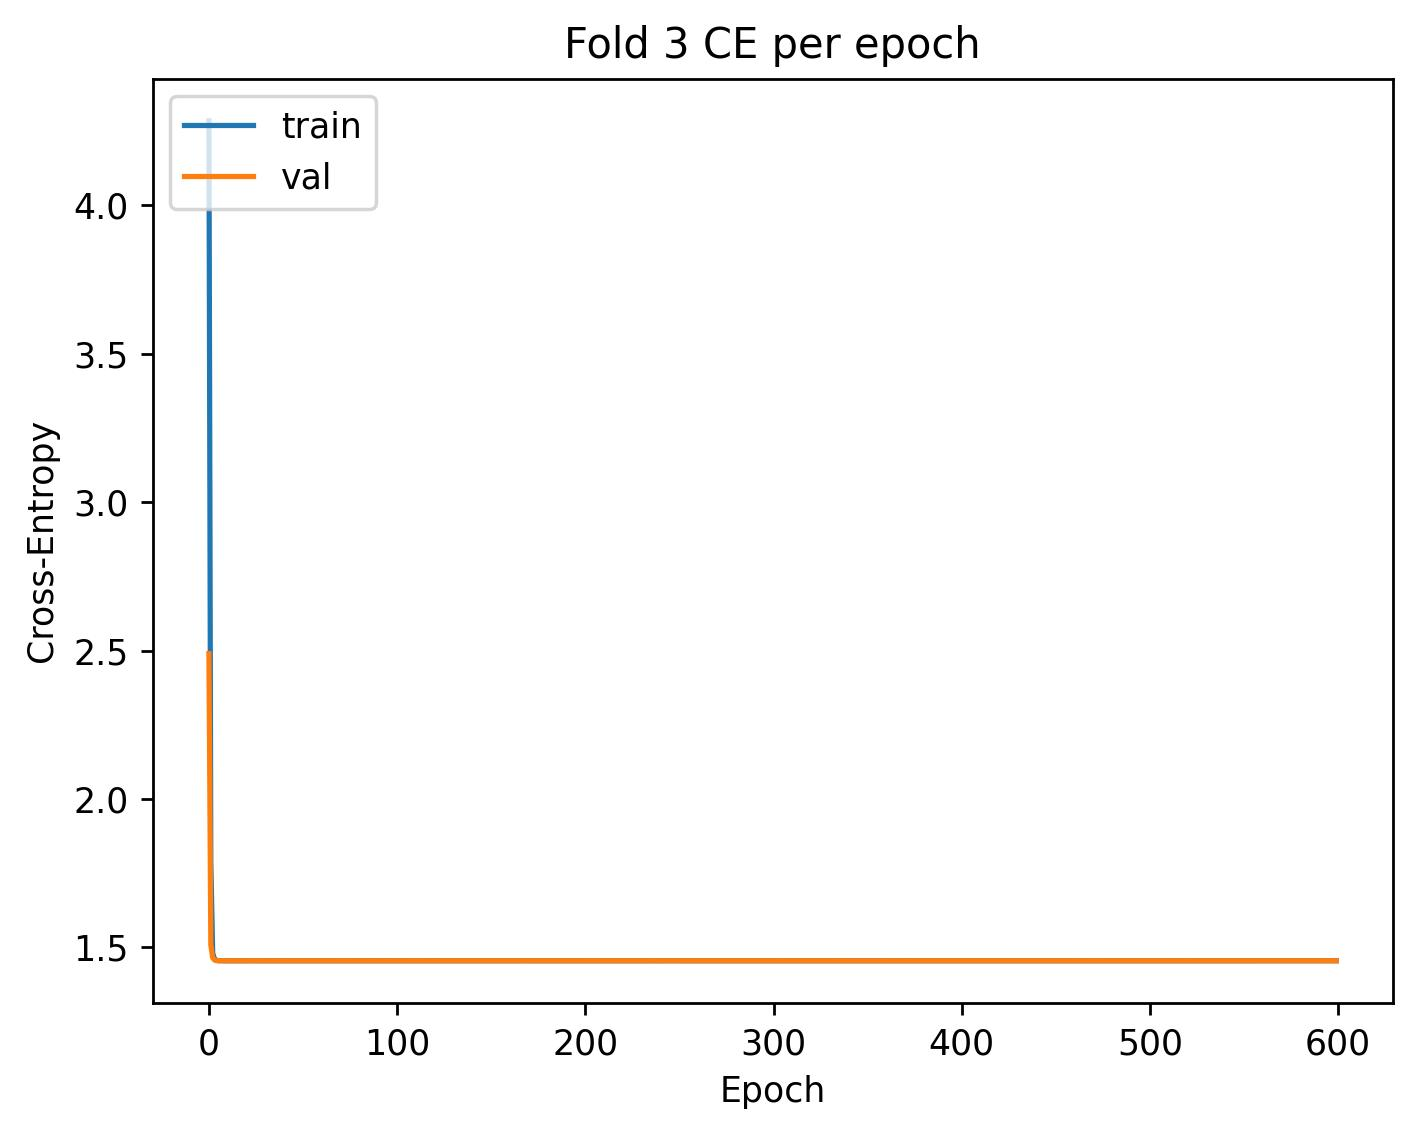 Fold 3 CE per epoch
train
val
4.0
3.5
3.0
2.5
2.0
1.5
Cross-Entropy
0 100 200 300 400 500 600
Epoch